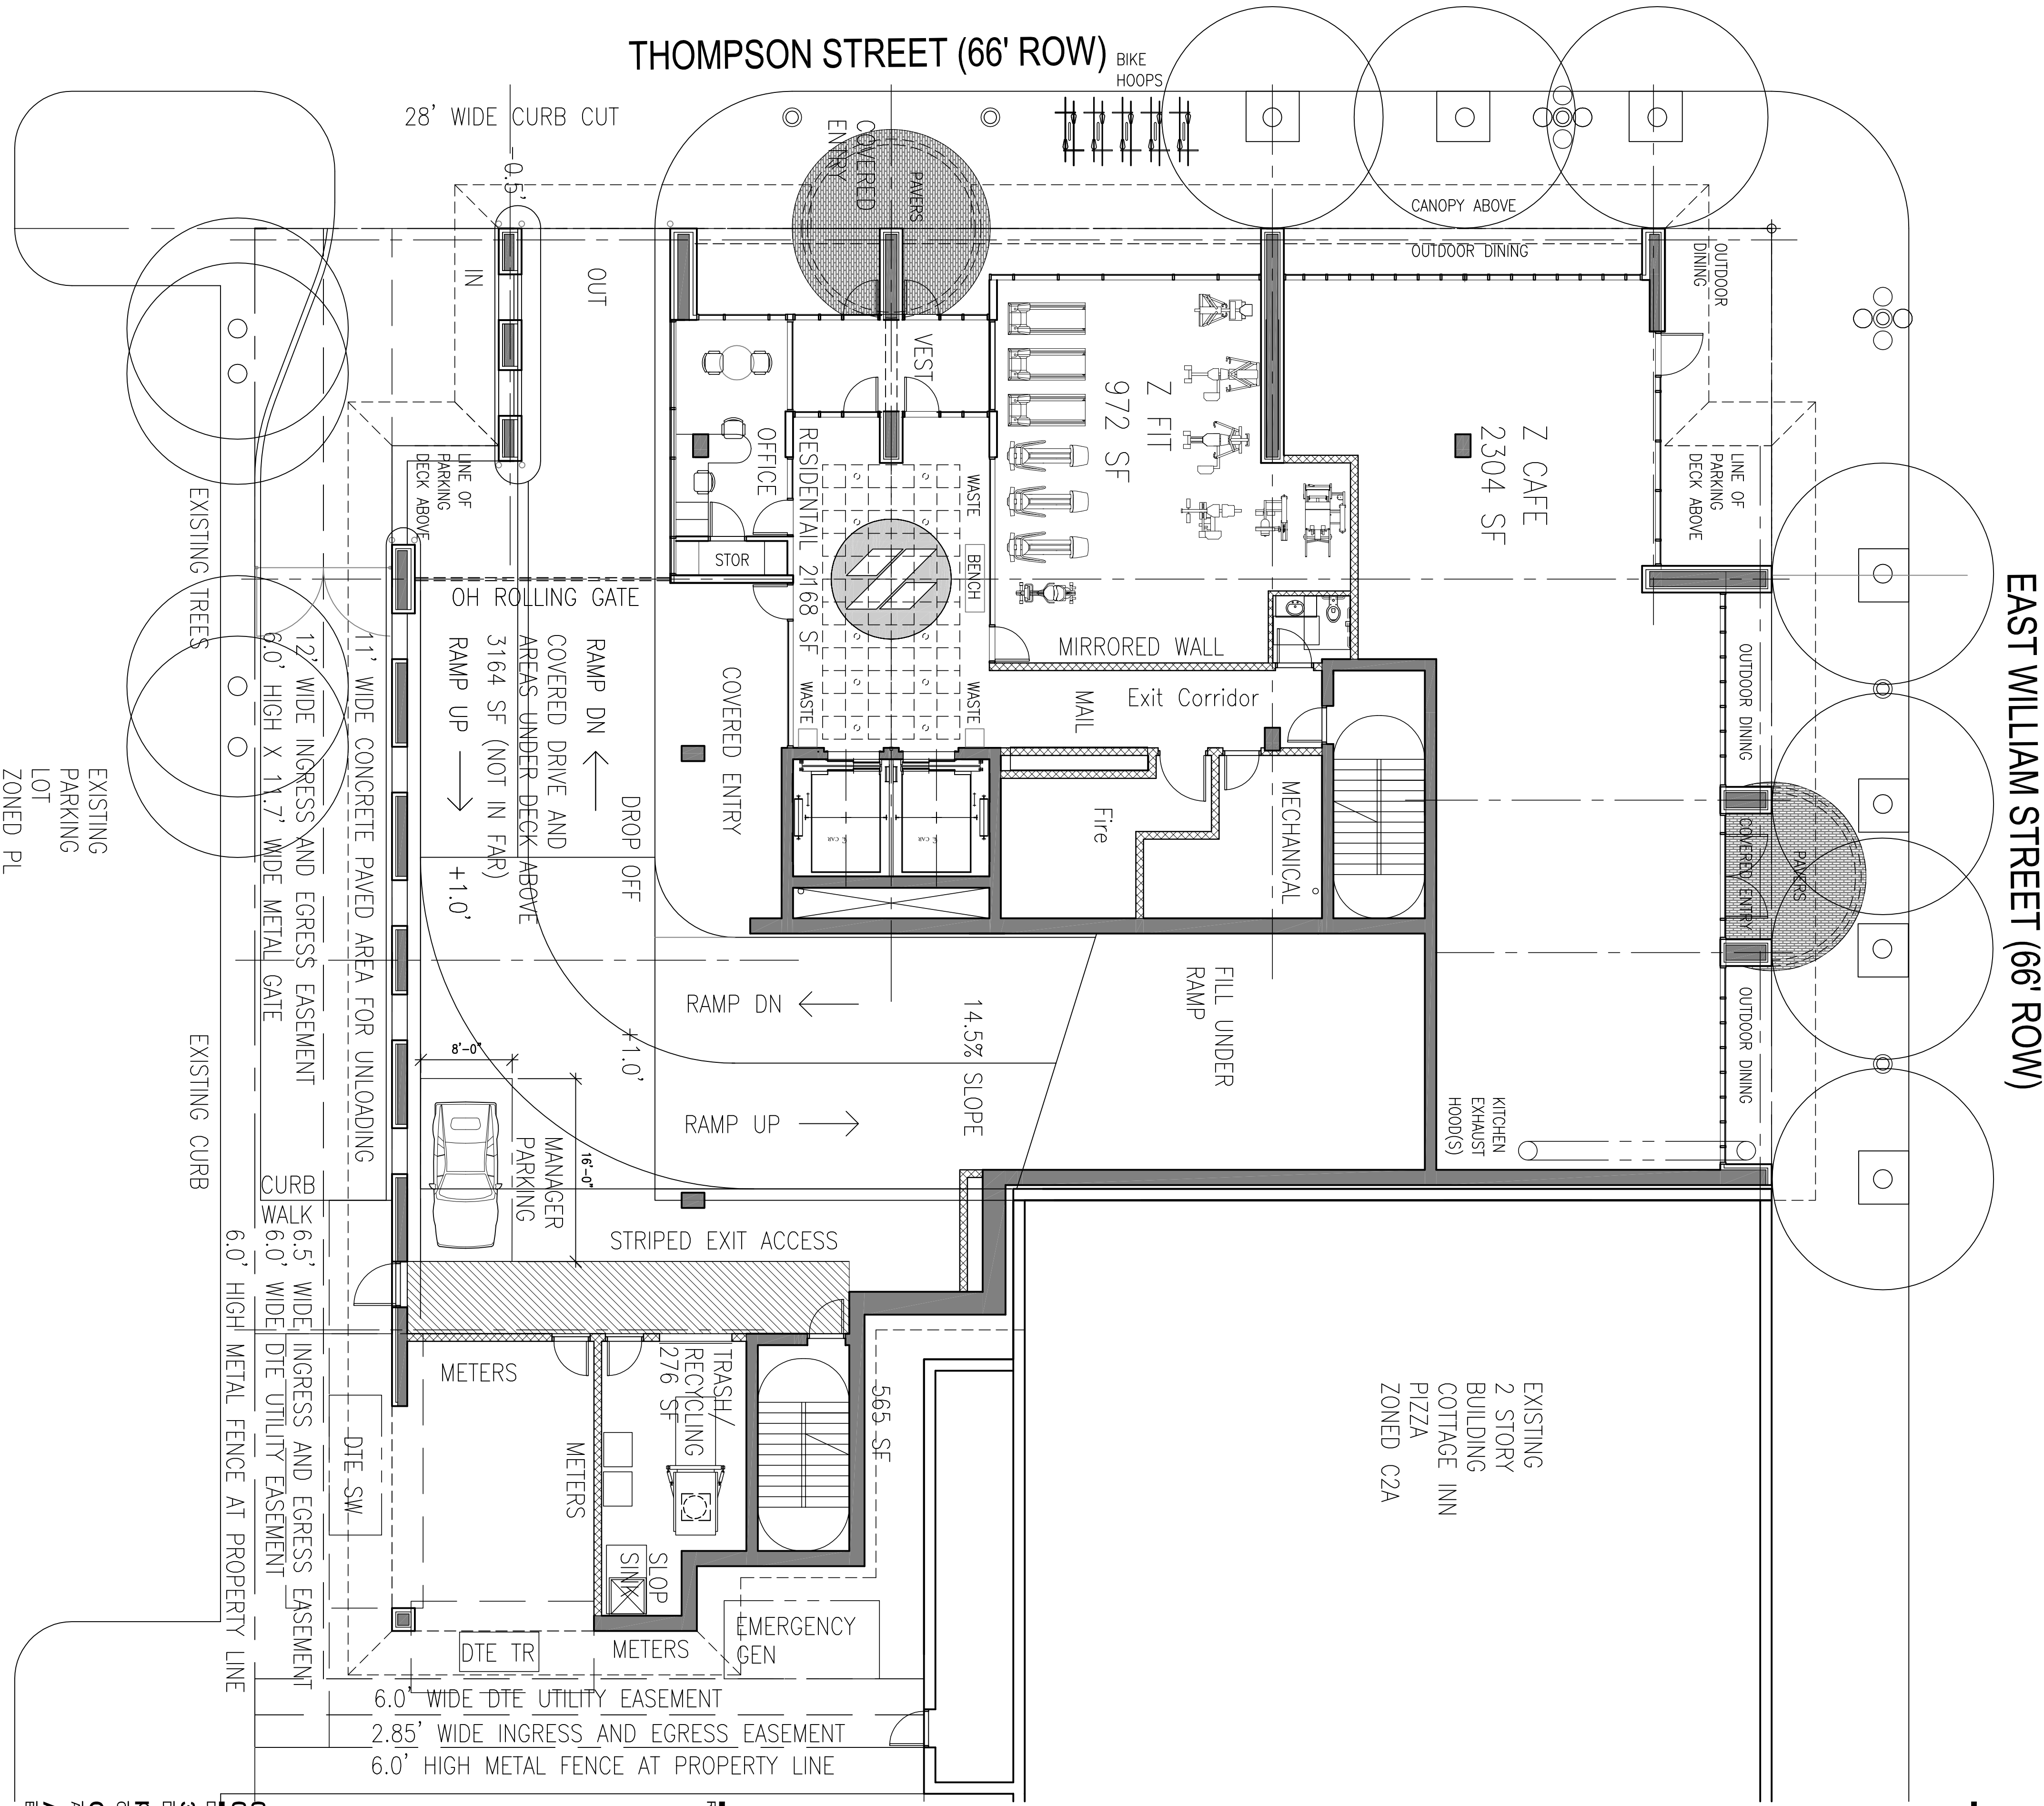 THOMPSON STREET (66' ROW)
BIKE
HOOPS
28' WIDE CURB CUT
-0.5'
COVERED
ENTRY
PAVERS
CANOPY ABOVE
OUTDOOR DINING
OUTDOOR
DINING
IN
OUT
VEST
Z FIT
972 SF
Z CAFE
2304 SF
LINE OF
PARKING
DECK ABOVE
EAST WILLIAM STREET (66' ROW)
LINE OF
PARKING
DECK ABOVE
OFFICE
RESIDENTAIL 2168 SF
WASTE
BENCH
STOR
EXISTING TREES
OH ROLLING GATE
MIRRORED WALL
Exit Corridor
MAIL
WASTE
WASTE
COVERED ENTRY
RAMP DN
COVERED DRIVE AND
AREAS UNDER DECK ABOVE
3164 SF (NOT IN FAR)
RAMP UP
+1.0'
DROP OFF
11' WIDE CONCRETE PAVED AREA FOR UNLOADING
12' WIDE INGRESS AND EGRESS EASEMENT
6.0' HIGH X 11.7' WIDE METAL GATE
EXISTING
PARKING
LOT
ZONED PL
CAR
CAR
Fire
MECHANICAL
OUTDOOR DINING
COVERED ENTRY
PAVERS
OUTDOOR DINING
RAMP DN
14.5% SLOPE
FILL UNDER
RAMP
+1.0'
8'-0"
RAMP UP
KITCHEN
EXHAUST
HOOD(S)
EXISTING CURB
MANAGER
PARKING
16'-0"
CURB
WALK
STRIPED EXIT ACCESS
6.5' WIDE INGRESS AND EGRESS EASEMENT
6.0' WIDE DTE UTILITY EASEMENT
6.0' HIGH METAL FENCE AT PROPERTY LINE
METERS
METERS
TRASH/
RECYCLING
276 SF
565 SF
EXISTING
2 STORY
BUILDING
COTTAGE INN
PIZZA
ZONED C2A
DTE SW
SLOP
SINK
EMERGENCY
GEN
DTE TR
METERS
6.0' WIDE DTE UTILITY EASEMENT
2.85' WIDE INGRESS AND EGRESS EASEMENT
6.0' HIGH METAL FENCE AT PROPERTY LINE